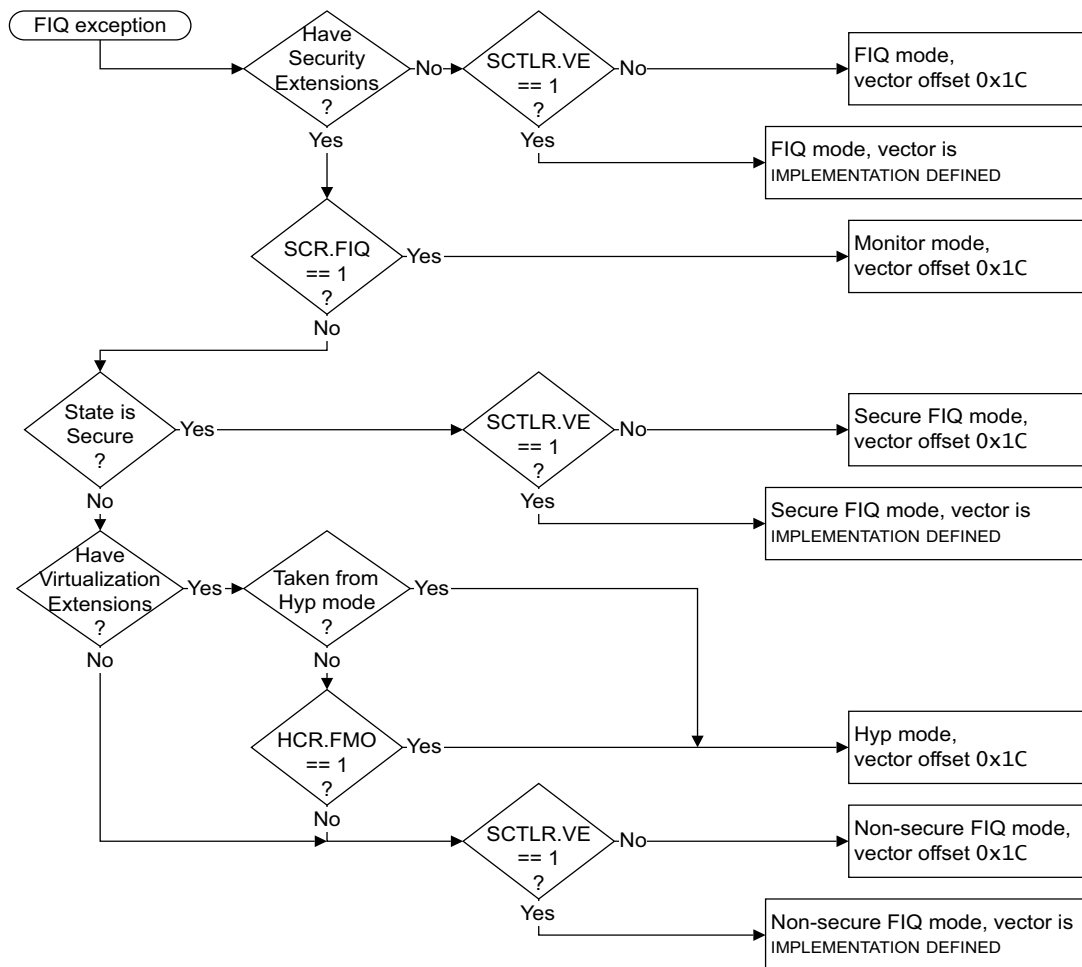 FIQ exception
Have
Security
Extensions
?
No
SCTLR.VE
== 1
?
No
FIQ mode,
vector offset 0x1C
Yes
Yes
FIQ mode, vector is
IMPLEMENTATION DEFINED
SCR.FIQ
== 1
?
Yes
Monitor mode,
vector offset 0x1C
No
State is
Secure
?
Yes
SCTLR.VE
== 1
?
No
Secure FIQ mode,
vector offset 0x1C
No
Yes
Secure FIQ mode, vector is
IMPLEMENTATION DEFINED
Have
Virtualization
Extensions
?
Yes
Taken from
Hyp mode
?
Yes
No
No
HCR.FMO
== 1
?
Yes
Hyp mode,
vector offset 0x1C
No
SCTLR.VE
== 1
?
No
Non-secure FIQ mode,
vector offset 0x1C
Yes
Non-secure FIQ mode, vector is
IMPLEMENTATION DEFINED